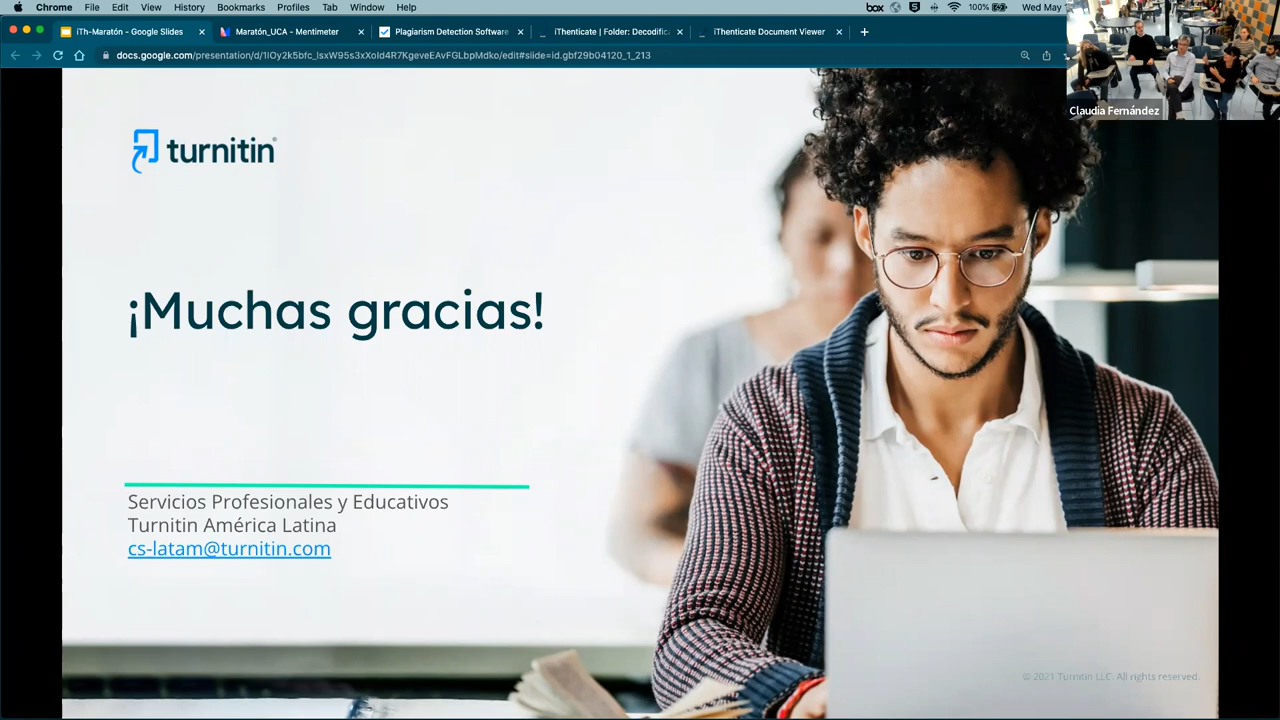 Chrome File Edit View History Bookmarks Profiles Tab Window Help
box 100% Wed May
iTh-Maratón - Google Slides
Maratón_UCA - Mentimeter
Plagiarism Detection Software
iThenticate | Folder: Decodific
iThenticate Document Viewer
docs.google.com/presentation/d/1lOy2k5bfc_lsxW95s3xXoId4R7KgeveEAvFGLbpMdko/edit#slide=id.gbf29b04120_1_213
Claudia Fernández
turnitin®
¡Muchas gracias!
Servicios Profesionales y Educativos
Turnitin América Latina
cs-latam@turnitin.com
© 2021 Turnitin LLC. All rights reserved.